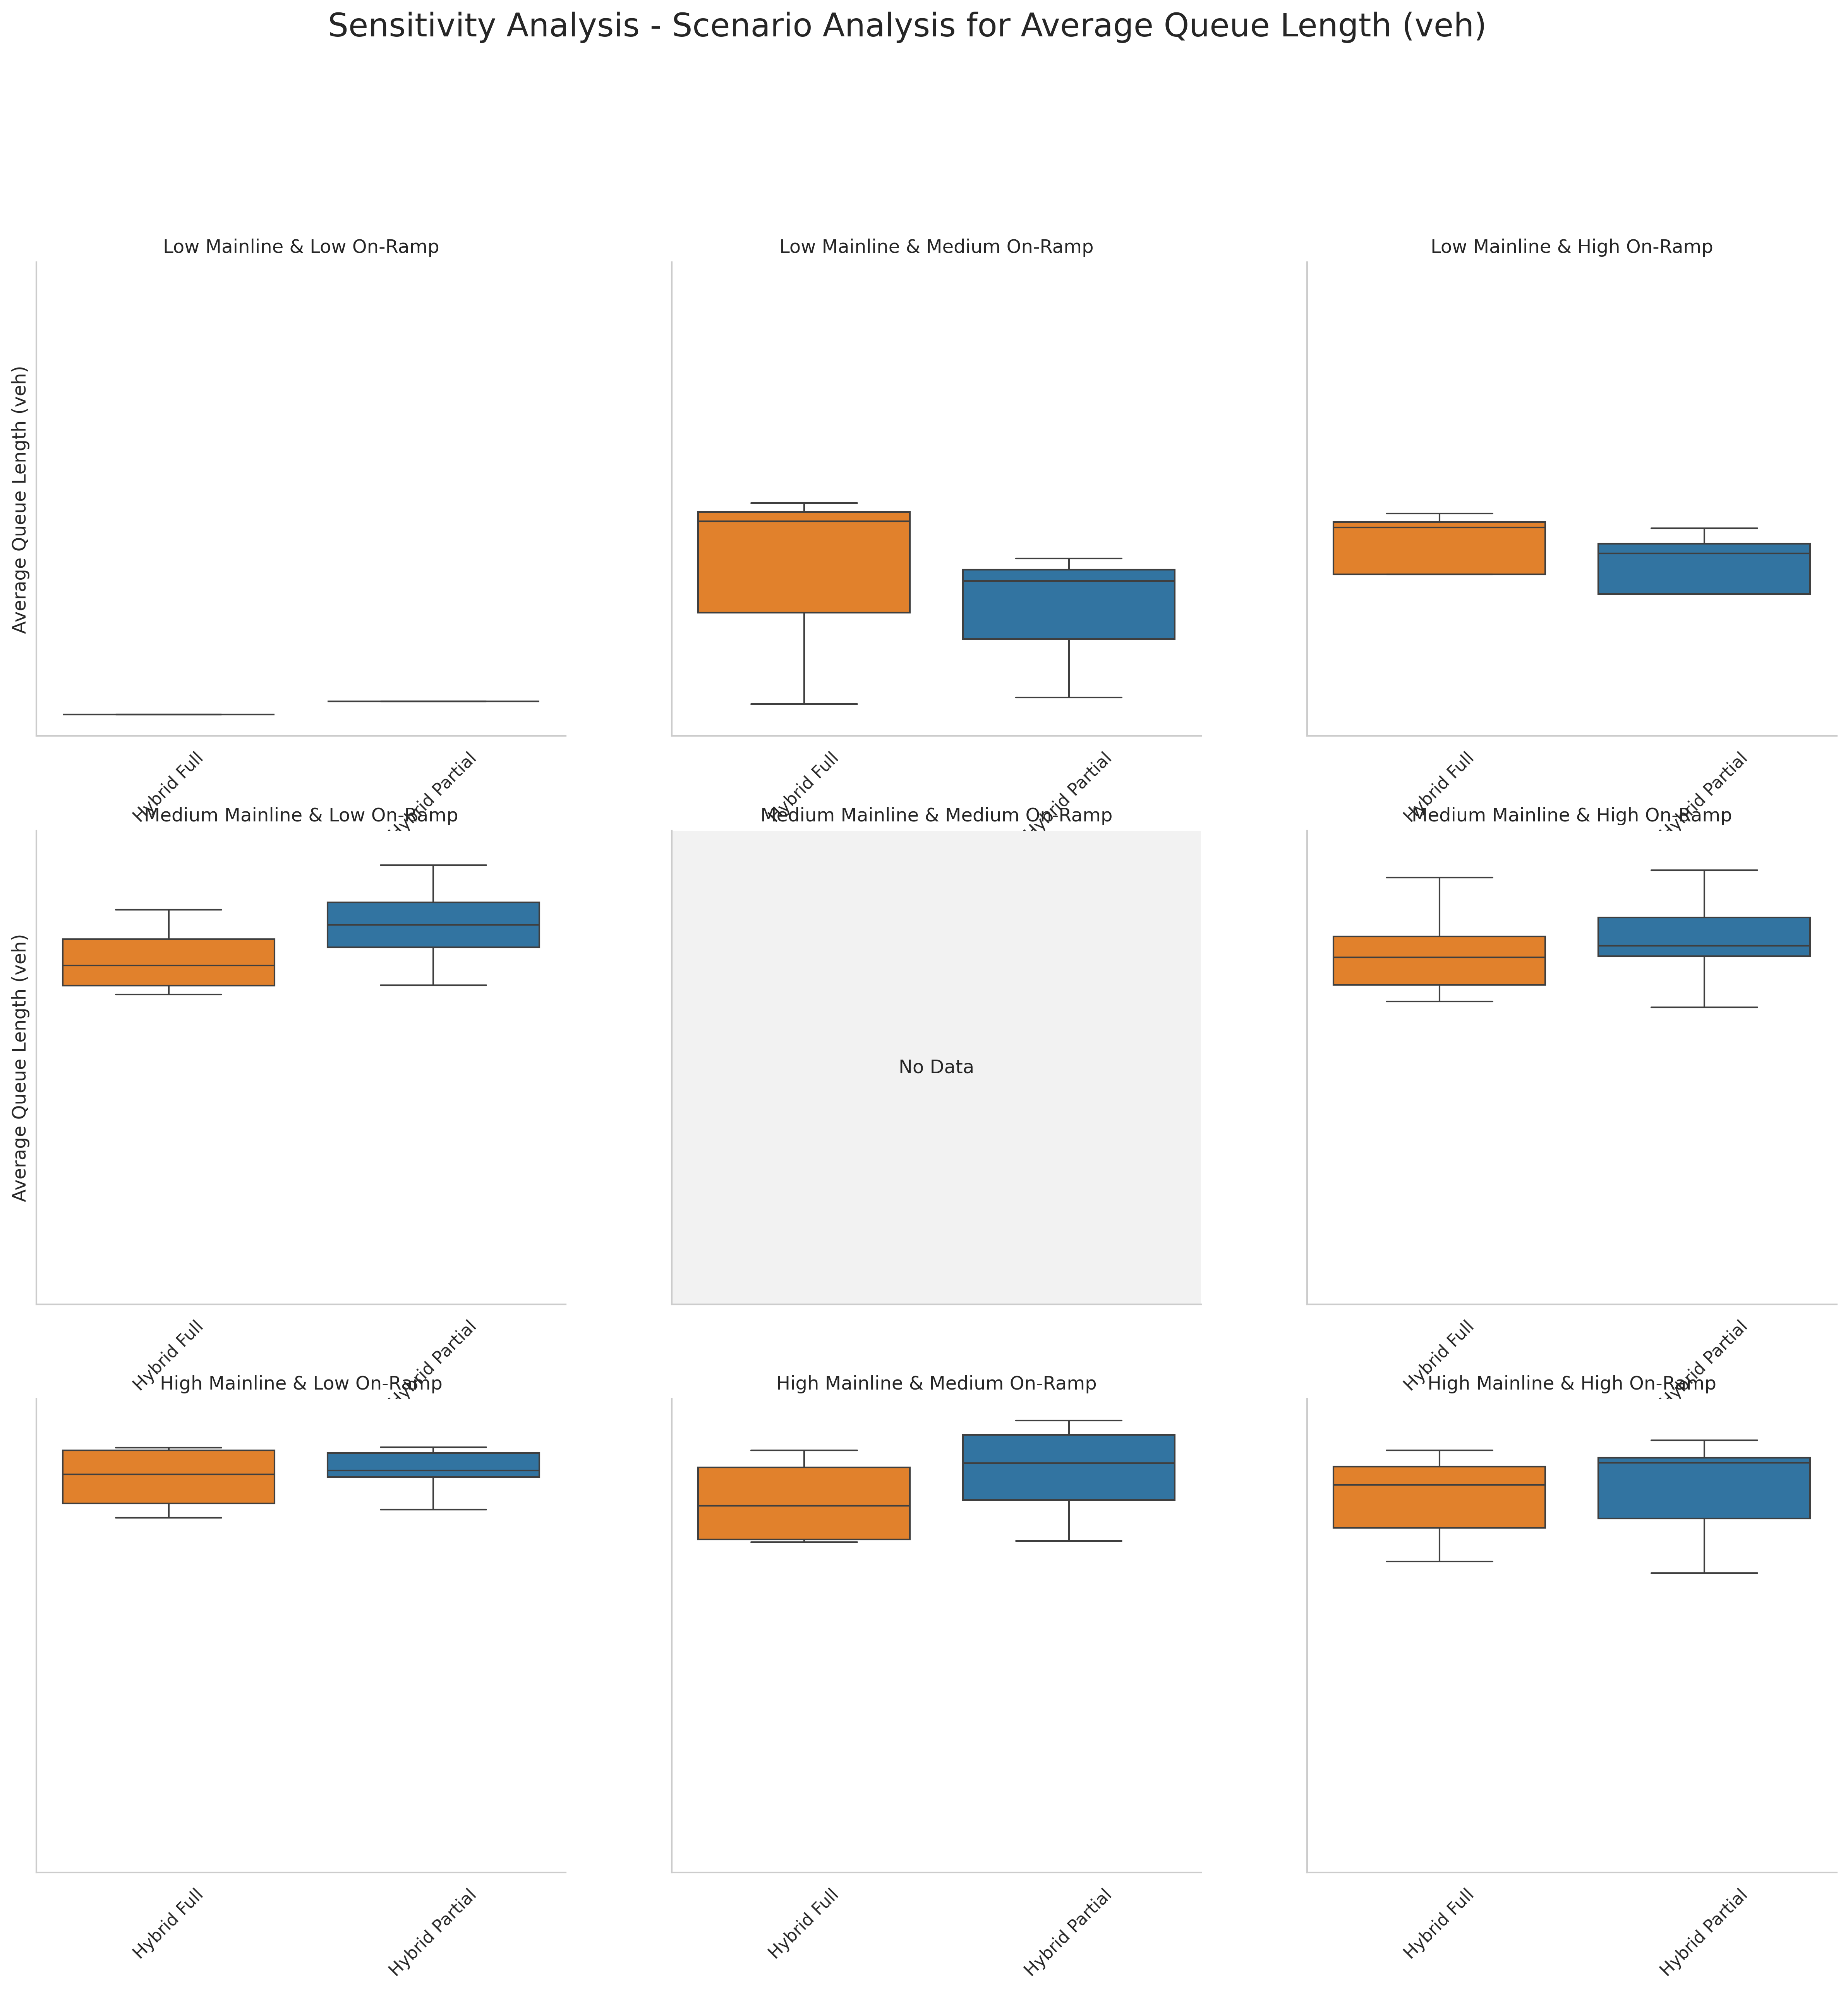 Sensitivity Analysis - Scenario Analysis for Average Queue Length (veh)
Low Mainline & Low On-Ramp
Low Mainline & Medium On-Ramp
Low Mainline & High On-Ramp
Average Queue Length (veh)
Hybrid Full
Hybrid Partial
Hybrid Full
Hybrid Partial
Hybrid Full
Hybrid Partial
Medium Mainline & Low On-Ramp
Medium Mainline & Medium On-Ramp
Medium Mainline & High On-Ramp
Average Queue Length (veh)
No Data
Hybrid Full
Hybrid Partial
Hybrid Full
Hybrid Partial
High Mainline & Low On-Ramp
High Mainline & Medium On-Ramp
High Mainline & High On-Ramp
Hybrid Full
Hybrid Partial
Hybrid Full
Hybrid Partial
Hybrid Full
Hybrid Partial